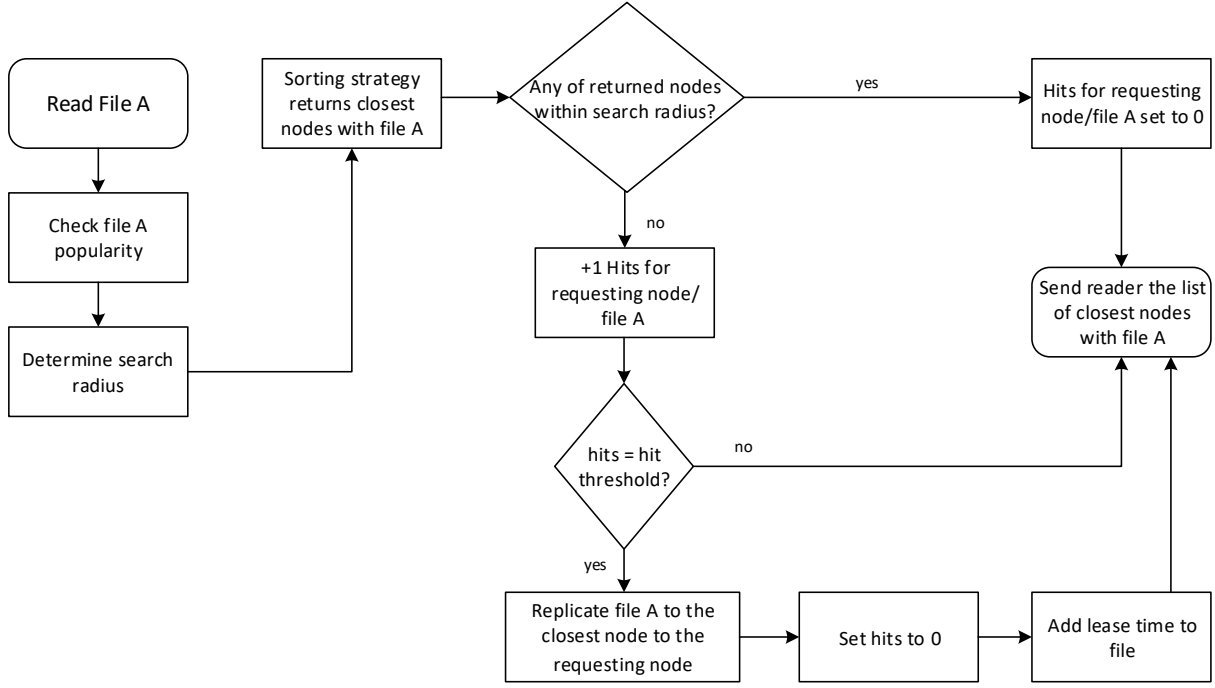 Read File A
Check file A
popularity
Determine search
radius
Sorting strategy
returns closest
nodes with file A
Any of returned nodes
within search radius?
yes
Hits for requesting
node/file A set to 0
no
+1 Hits for
requesting node/
file A
Send reader the list
of closest nodes
with file A
hits = hit
threshold?
no
yes
Replicate file A to the
closest node to the
requesting node
Set hits to 0
Add lease time to
file